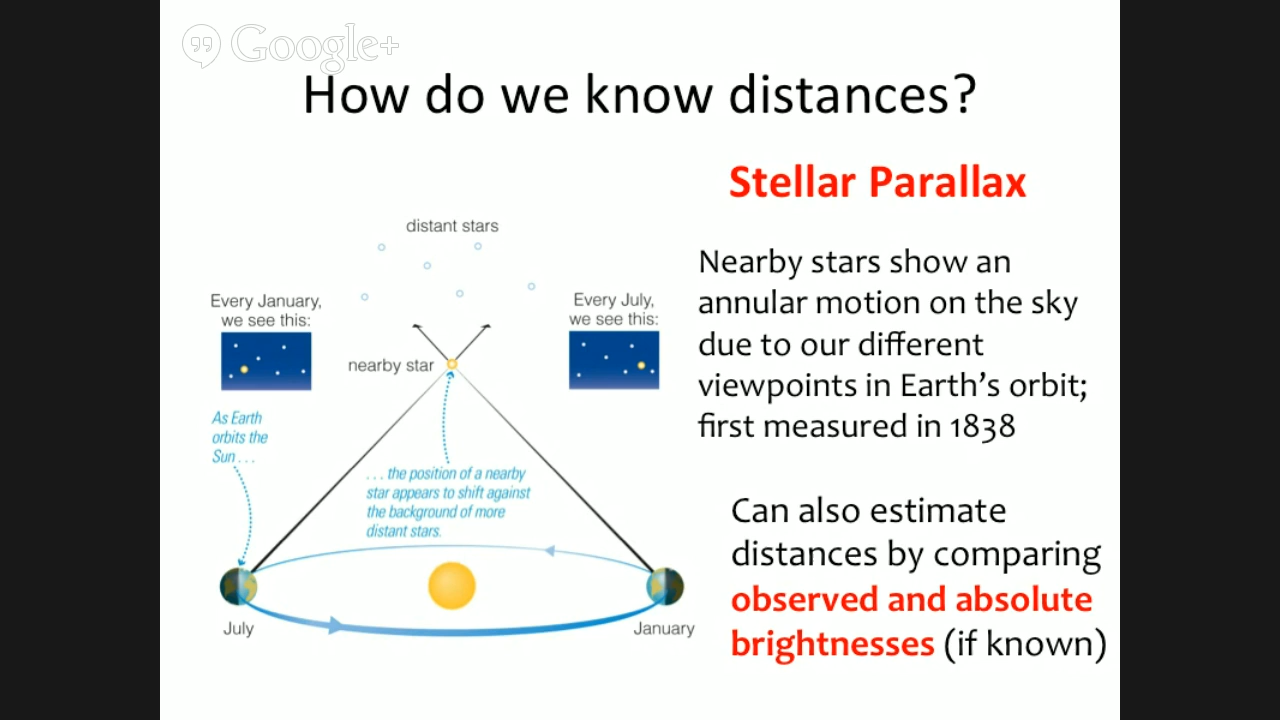 Google+
How do we know distances?
Stellar Parallax
distant stars
Every January,
we see this:
Every July,
we see this:
nearby star
As Earth
orbits the
Sun . . .
. . . the position of a nearby
star appears to shift against
the background of more
distant stars.
July
January
Nearby stars show an
annular motion on the sky
due to our different
viewpoints in Earth's orbit;
first measured in 1838
Can also estimate
distances by comparing
observed and absolute
brightnesses (if known)